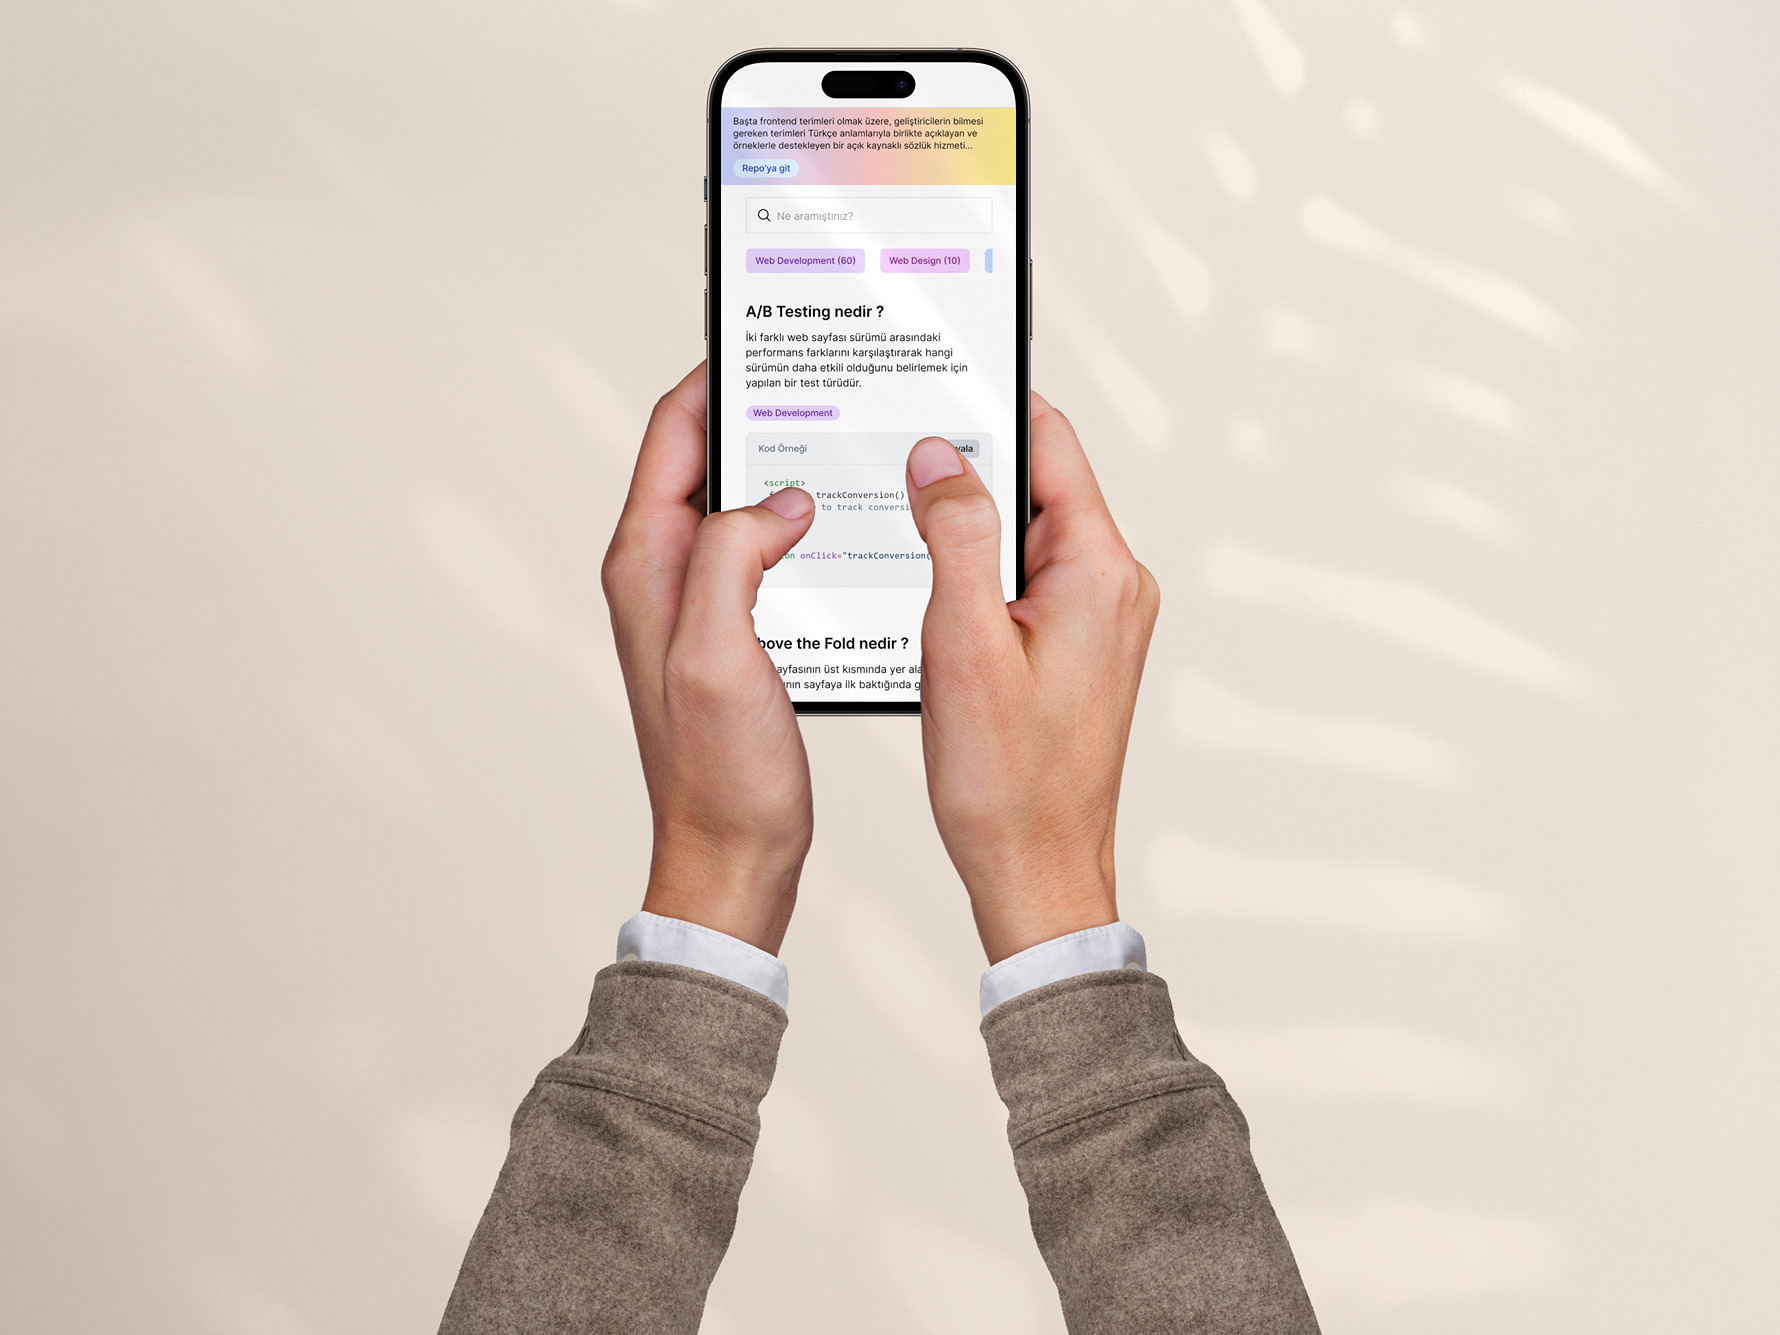 Başta frontend terimleri olmak üzere, geliştiricilerin bilmesi
gereken terimleri Türkçe anlamlarıyla birlikte açıklayan ve
örneklerle destekleyen bir açık kaynaklı sözlük hizmeti...
Repo'ya git
Ne aramıştınız?
Web Development (60) Web Design (10)
A/B Testing nedir ?
İki farklı web sayfası sürümü arasındaki
performans farklarını karşılaştırarak hangi
sürümün daha etkili olduğunu belirlemek için
yapılan bir test türüdür.
Web Development
Kod Örneği
<script>
trackConversion()
to track
onClick="trackConversion(
the Fold nedir ?
üst kısmında yer
sayfaya ilk baktığında